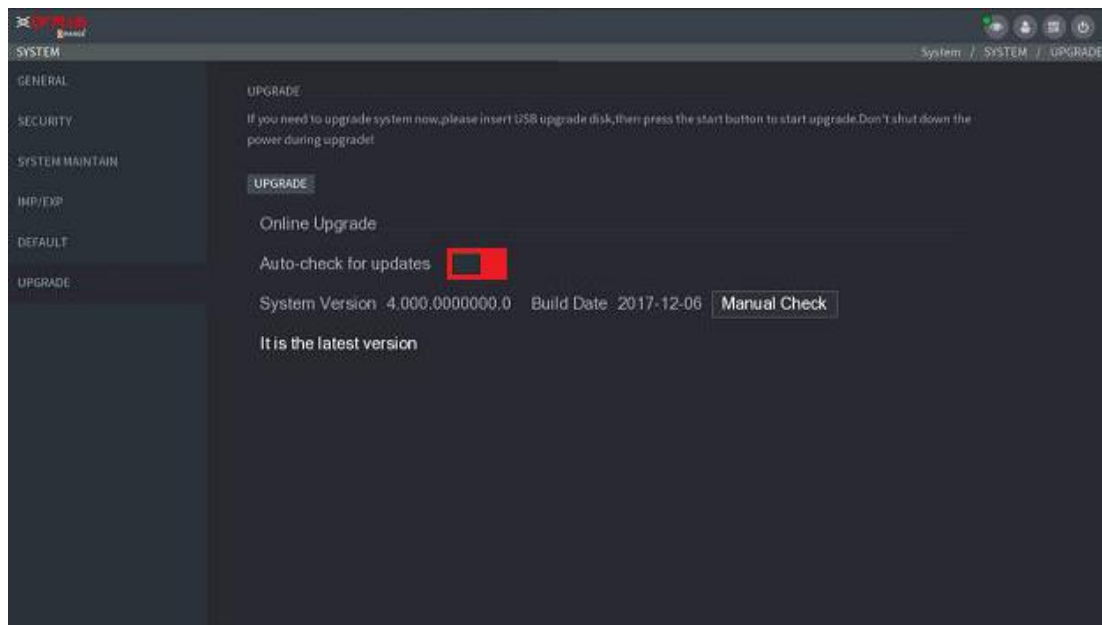 SYSTEM
System / SYSTEM / UPGRADE
GENERAL
SECURITY
SYSTEM MAINTAIN
IMP/EXP
DEFAULT
UPGRADE
UPGRADE
If you need to upgrade system now,please insert USB upgrade disk,then press the start button to start upgrade.Don't shut down the
power during upgrade!
UPGRADE
Online Upgrade
Auto-check for updates
System Version 4.000.0000000.0 Build Date 2017-12-06 Manual Check
It is the latest version